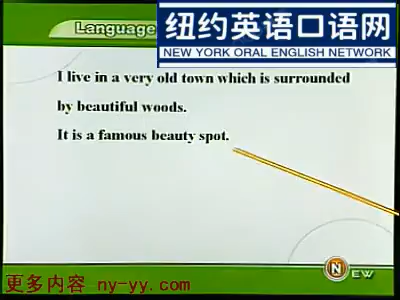 Language
纽约英语口语网
NEW YORK ORAL ENGLISH NETWORK
I live in a very old town which is surrounded
by beautiful woods.
It is a famous beauty spot.
NEW
更多内容 ny-yy.com